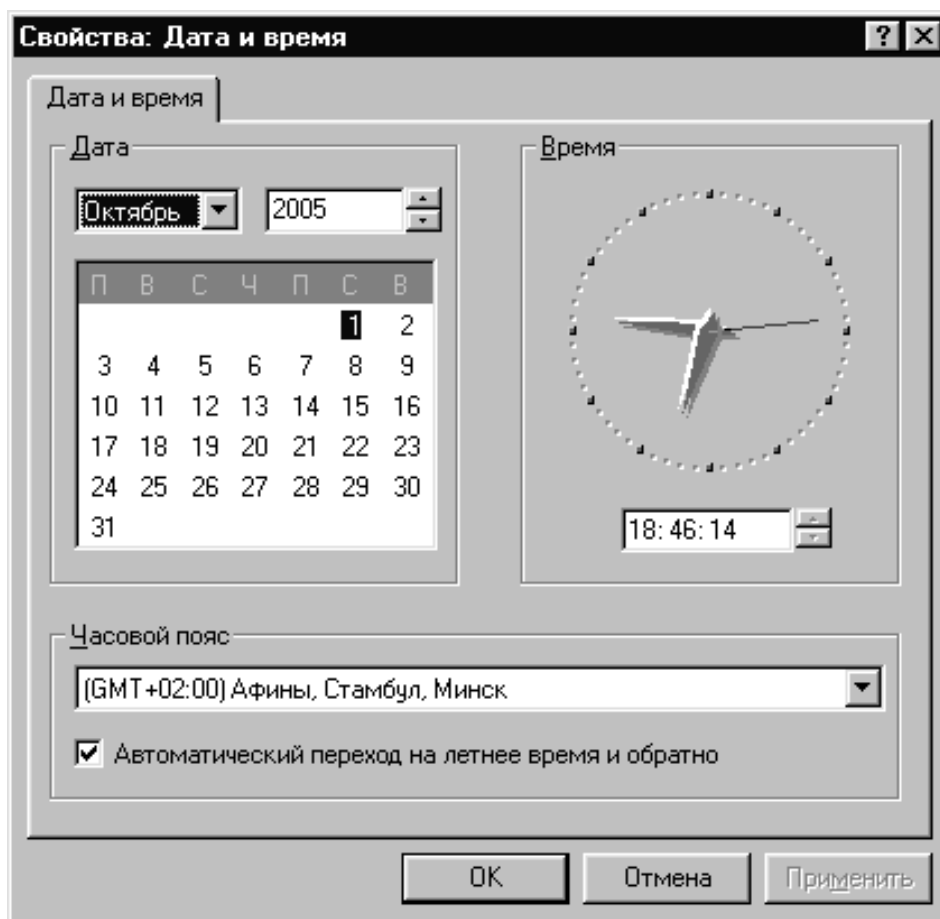 Свойства: Дата и время
Дата и время
Дата
Октябрь 2005
П В С Ч П С В
1 2
3 4 5 6 7 8 9
10 11 12 13 14 15 16
17 18 19 20 21 22 23
24 25 26 27 28 29 30
31
Время
18:46:14
Часовой пояс
(GMT+02:00) Афины, Стамбул, Минск
Автоматический переход на летнее время и обратно
OK Отмена Применить